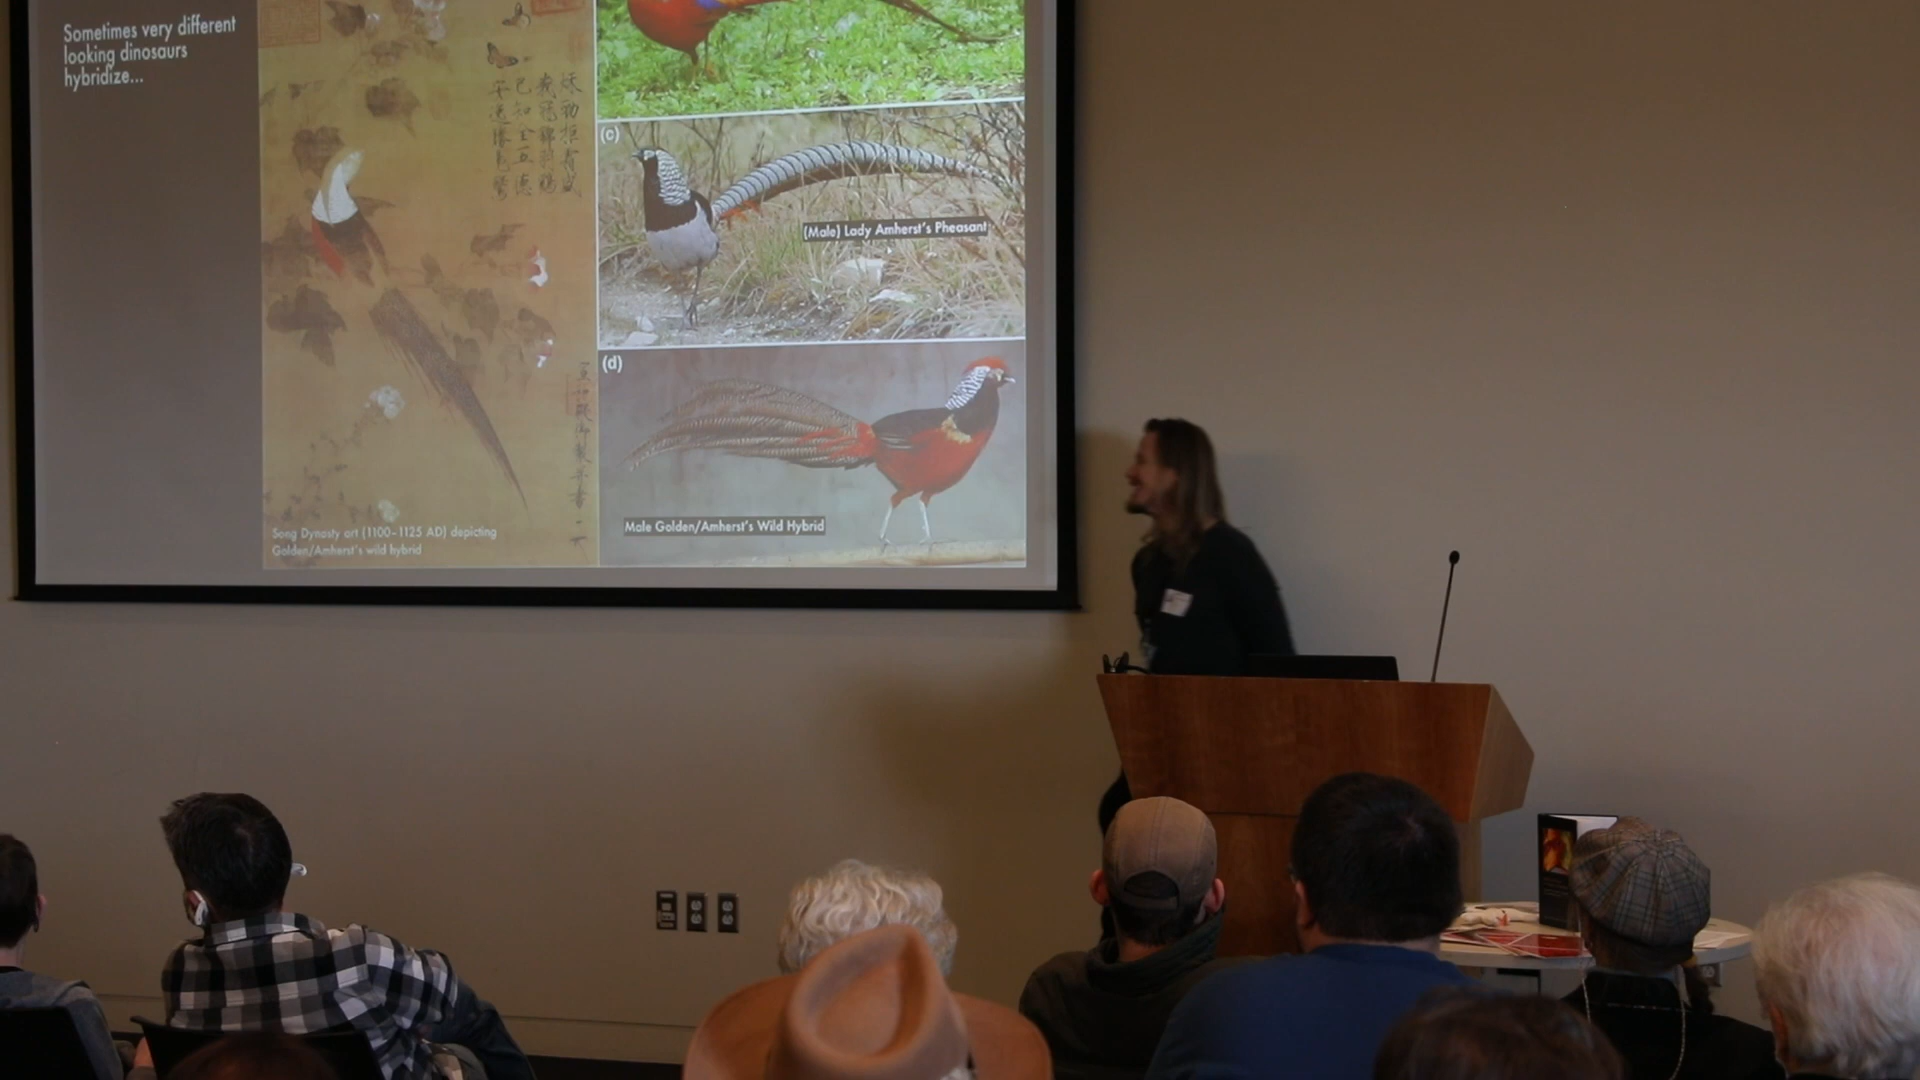 Sometimes very different
looking dinosaurs
hybridize...
(c)
(Male) Lady Amherst's Pheasant
(d)
Male Golden/Amherst's Wild Hybrid
Song Dynasty art (1100-1125 AD) depicting
Golden/Amherst's wild hybrid